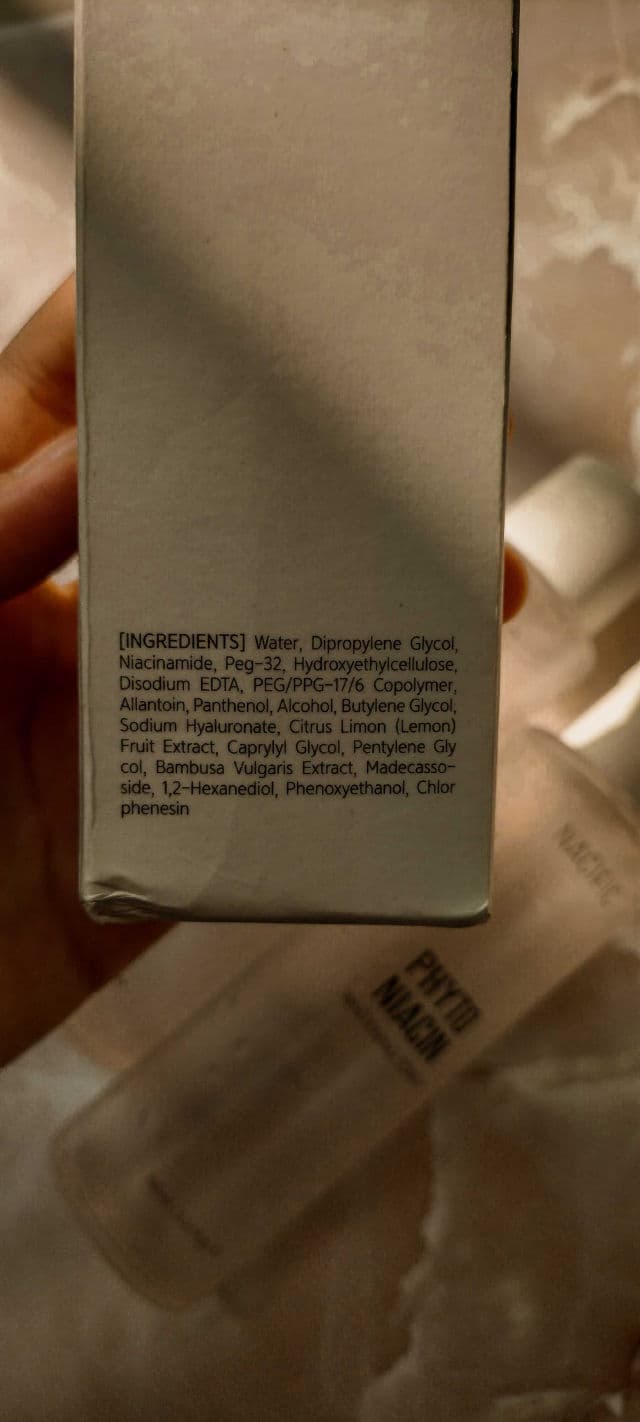 [INGREDIENTS] Water, Dipropylene Glycol,
Niacinamide, Peg-32, Hydroxyethylcellulose,
Disodium EDTA, PEG/PPG-17/6 Copolymer,
Allantoin, Panthenol, Alcohol, Butylene Glycol,
Sodium Hyaluronate, Citrus Limon (Lemon)
Fruit Extract, Caprylyl Glycol, Pentylene Gly
col, Bambusa Vulgaris Extract, Madecasso-
side, 1,2-Hexanediol, Phenoxyethanol, Chlor
phenesin
NACIFIC
PHYTO
NIACIN